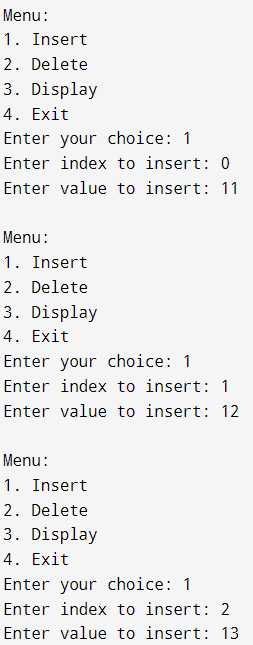 Menu:
1. Insert
2. Delete
3. Display
4. Exit
Enter your choice: 1
Enter index to insert: 0
Enter value to insert: 11

Menu:
1. Insert
2. Delete
3. Display
4. Exit
Enter your choice: 1
Enter index to insert: 1
Enter value to insert: 12

Menu:
1. Insert
2. Delete
3. Display
4. Exit
Enter your choice: 1
Enter index to insert: 2
Enter value to insert: 13